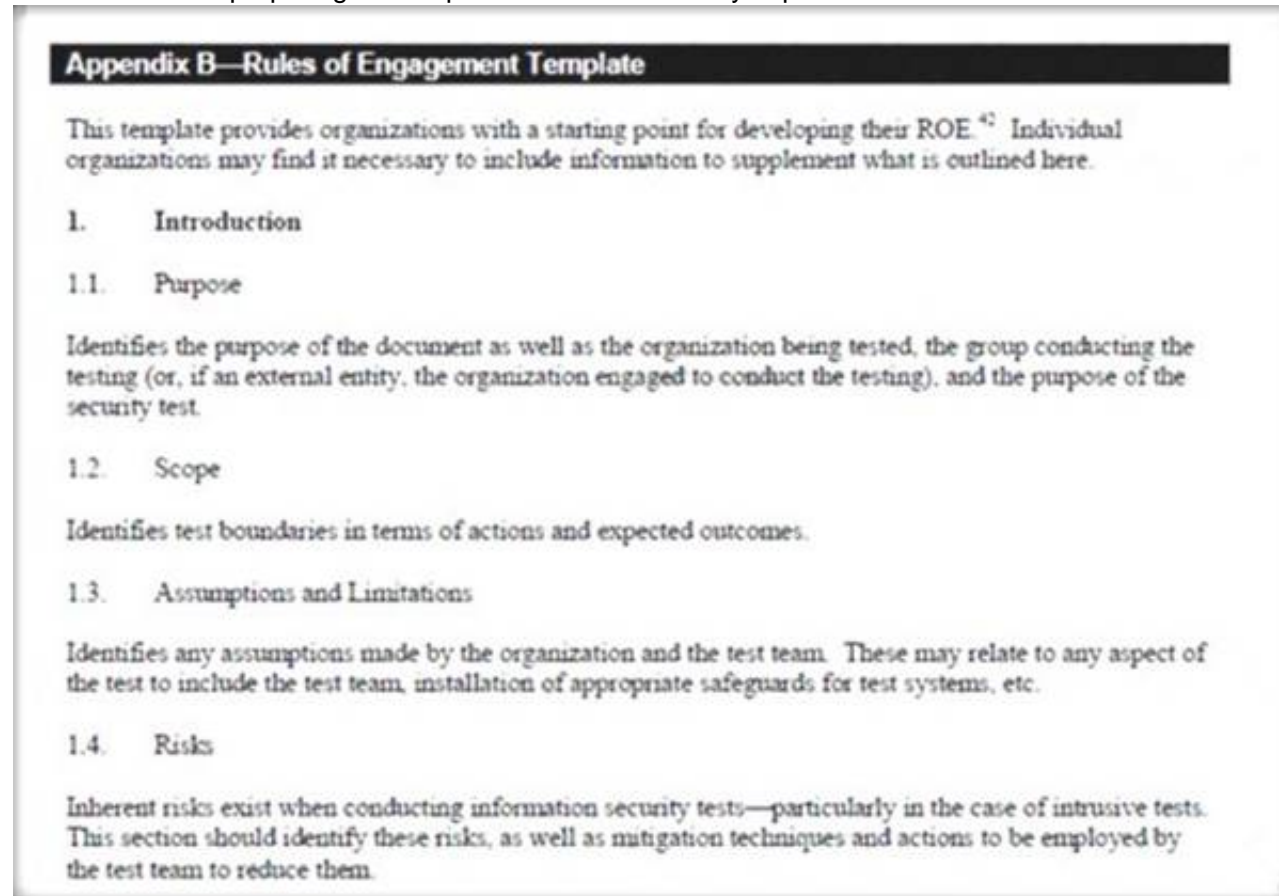 Appendix B—Rules of Engagement Template
This template provides organizations with a starting point for developing their ROE.42 Individual
organizations may find it necessary to include information to supplement what is outlined here.
1. Introduction
1.1. Purpose
Identifies the purpose of the document as well as the organization being tested, the group conducting the
testing (or, if an external entity, the organization engaged to conduct the testing), and the purpose of the
security test.
1.2. Scope
Identifies test boundaries in terms of actions and expected outcomes.
1.3. Assumptions and Limitations
Identifies any assumptions made by the organization and the test team. These may relate to any aspect of
the test to include the test team, installation of appropriate safeguards for test systems, etc.
1.4. Risks
Inherent risks exist when conducting information security tests—particularly in the case of intrusive tests.
This section should identify these risks, as well as mitigation techniques and actions to be employed by
the test team to reduce them.